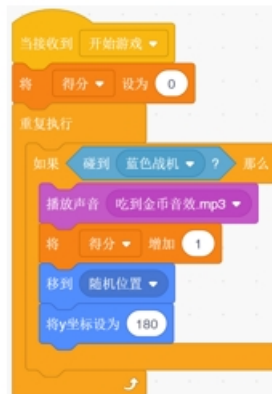 当接收到 开始游戏
将 得分 设为 0
重复执行
如果 碰到 蓝色战机 ? 那么
播放声音 吃到金币音效.mp3
将 得分 增加 1
移到 随机位置
将y坐标设为 180